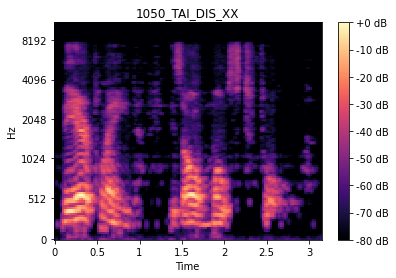 1050_TAI_DIS_XX
8192
4096
2048
1024
512
0
Hz
0
0.5
1
1.5
2
2.5
3
Time
+0 dB
-10 dB
-20 dB
-30 dB
-40 dB
-50 dB
-60 dB
-70 dB
-80 dB